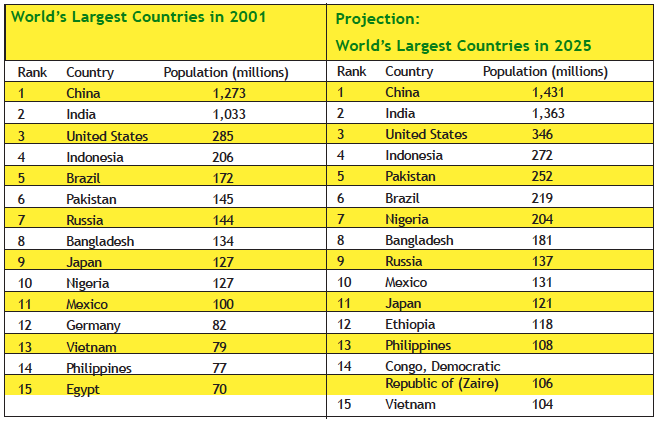 World's Largest Countries in 2001
Rank Country Population (millions)
1 China 1,273
2 India 1,033
3 United States 285
4 Indonesia 206
5 Brazil 172
6 Pakistan 145
7 Russia 144
8 Bangladesh 134
9 Japan 127
10 Nigeria 127
11 Mexico 100
12 Germany 82
13 Vietnam 79
14 Philippines 77
15 Egypt 70
Projection:
World's Largest Countries in 2025
Rank Country Population (millions)
1 China 1,431
2 India 1,363
3 United States 346
4 Indonesia 272
5 Pakistan 252
6 Brazil 219
7 Nigeria 204
8 Bangladesh 181
9 Russia 137
10 Mexico 131
11 Japan 121
12 Ethiopia 118
13 Philippines 108
14 Congo, Democratic
Republic of (Zaire) 106
15 Vietnam 104